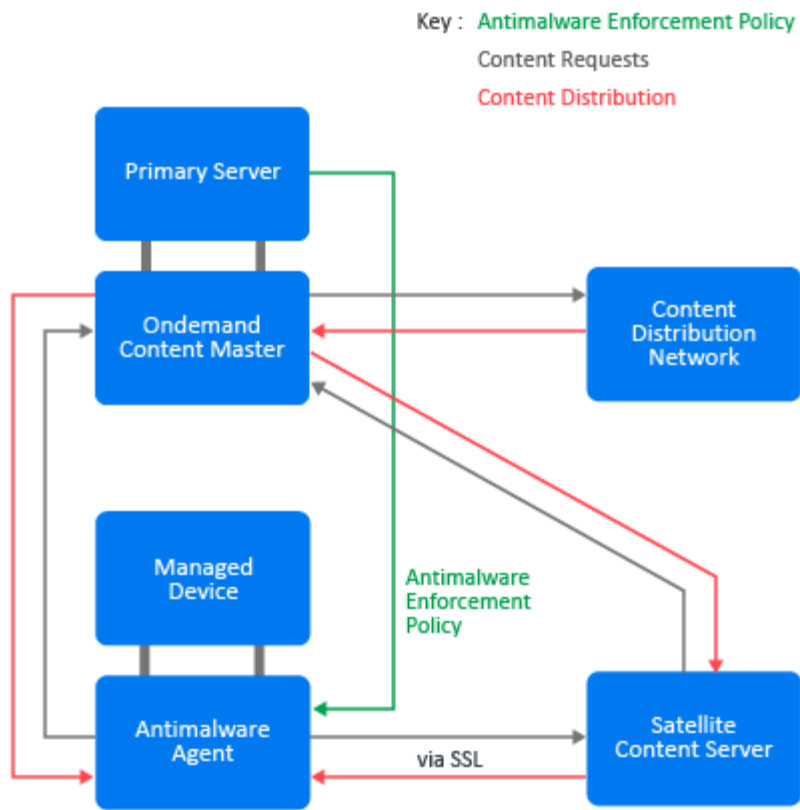 Key : Antimalware Enforcement Policy
Content Requests
Content Distribution
Primary Server
Ondemand
Content Master
Content
Distribution
Network
Managed
Device
Antimalware
Enforcement
Policy
Antimalware
Agent
via SSL
Satellite
Content Server